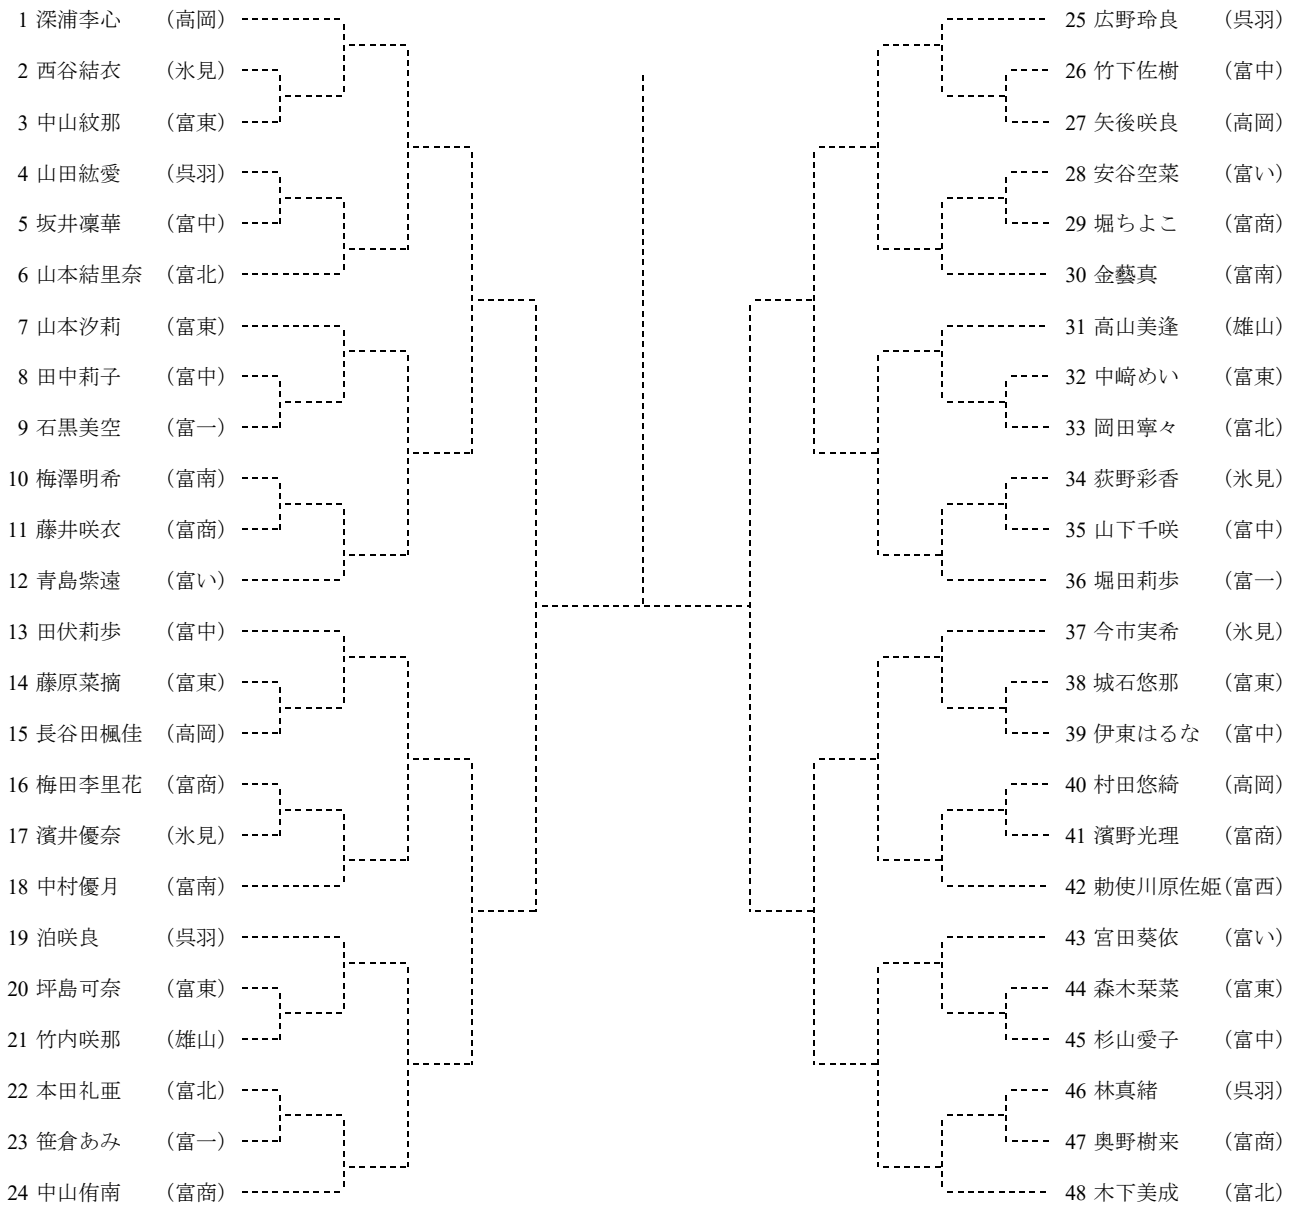 1 深浦李心 （高岡）
2 西谷結衣 （氷見）
3 中山紋那 （富東）
4 山田紘愛 （呉羽）
5 坂井凜華 （富中）
6 山本結里奈 （富北）
7 山本汐莉 （富東）
8 田中莉子 （富中）
9 石黒美空 （富一）
10 梅澤明希 （富南）
11 藤井咲衣 （富商）
12 青島紫遠 （富い）
13 田伏莉歩 （富中）
14 藤原菜摘 （富東）
15 長谷田楓佳 （高岡）
16 梅田李里花 （富商）
17 濱井優奈 （氷見）
18 中村優月 （富南）
19 泊咲良 （呉羽）
20 坪島可奈 （富東）
21 竹内咲那 （雄山）
22 本田礼亜 （富北）
23 笹倉あみ （富一）
24 中山侑南 （富商）
25 広野玲良 （呉羽）
26 竹下佐樹 （富中）
27 矢後咲良 （高岡）
28 安谷空菜 （富い）
29 堀ちよこ （富商）
30 金藝真 （富南）
31 高山美逢 （雄山）
32 中﨑めい （富東）
33 岡田寧々 （富北）
34 荻野彩香 （氷見）
35 山下千咲 （富中）
36 堀田莉歩 （富一）
37 今市実希 （氷見）
38 城石悠那 （富東）
39 伊東はるな （富中）
40 村田悠綺 （高岡）
41 濱野光理 （富商）
42 勅使川原佐姫（富西）
43 宮田葵依 （富い）
44 森木栞菜 （富東）
45 杉山愛子 （富中）
46 林真緒 （呉羽）
47 奥野樹来 （富商）
48 木下美成 （富北）